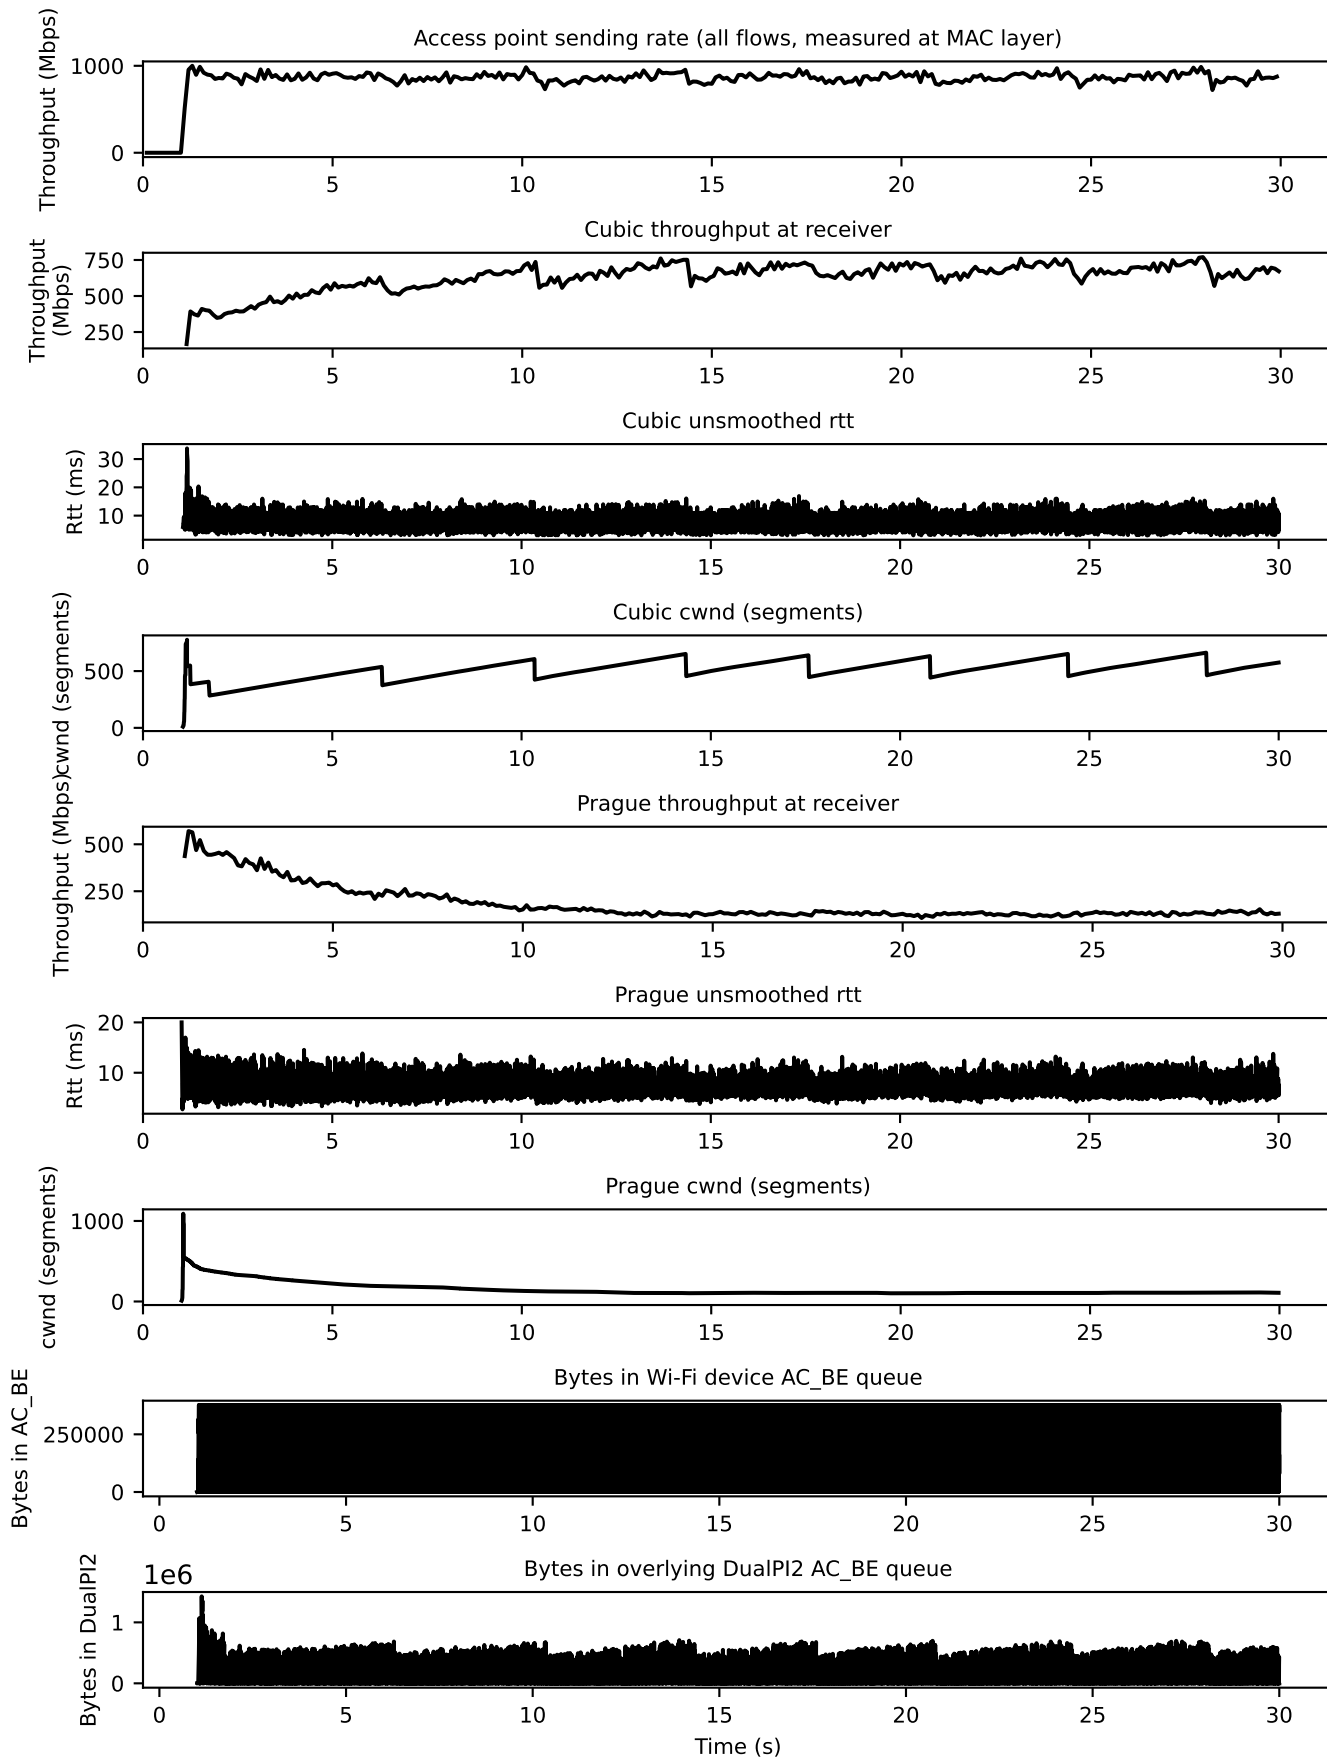 Access point sending rate (all flows, measured at MAC layer)
Throughput (Mbps)
1000
0
0 5 10 15 20 25 30
Cubic throughput at receiver
Throughput
(Mbps)
750
500
250
0 5 10 15 20 25 30
Cubic unsmoothed rtt
Rtt (ms)
30
20
10
0 5 10 15 20 25 30
Cubic cwnd (segments)
cwnd (segments)
500
0
0 5 10 15 20 25 30
Prague throughput at receiver
Throughput (Mbps)
500
250
0 5 10 15 20 25 30
Prague unsmoothed rtt
Rtt (ms)
20
10
0 5 10 15 20 25 30
Prague cwnd (segments)
cwnd (segments)
1000
0
0 5 10 15 20 25 30
Bytes in Wi-Fi device AC_BE queue
Bytes in AC_BE
250000
0
0 5 10 15 20 25 30
Bytes in overlying DualPI2 AC_BE queue
Bytes in DualPI2
1e6
1
0
0 5 10 15 20 25 30
Time (s)